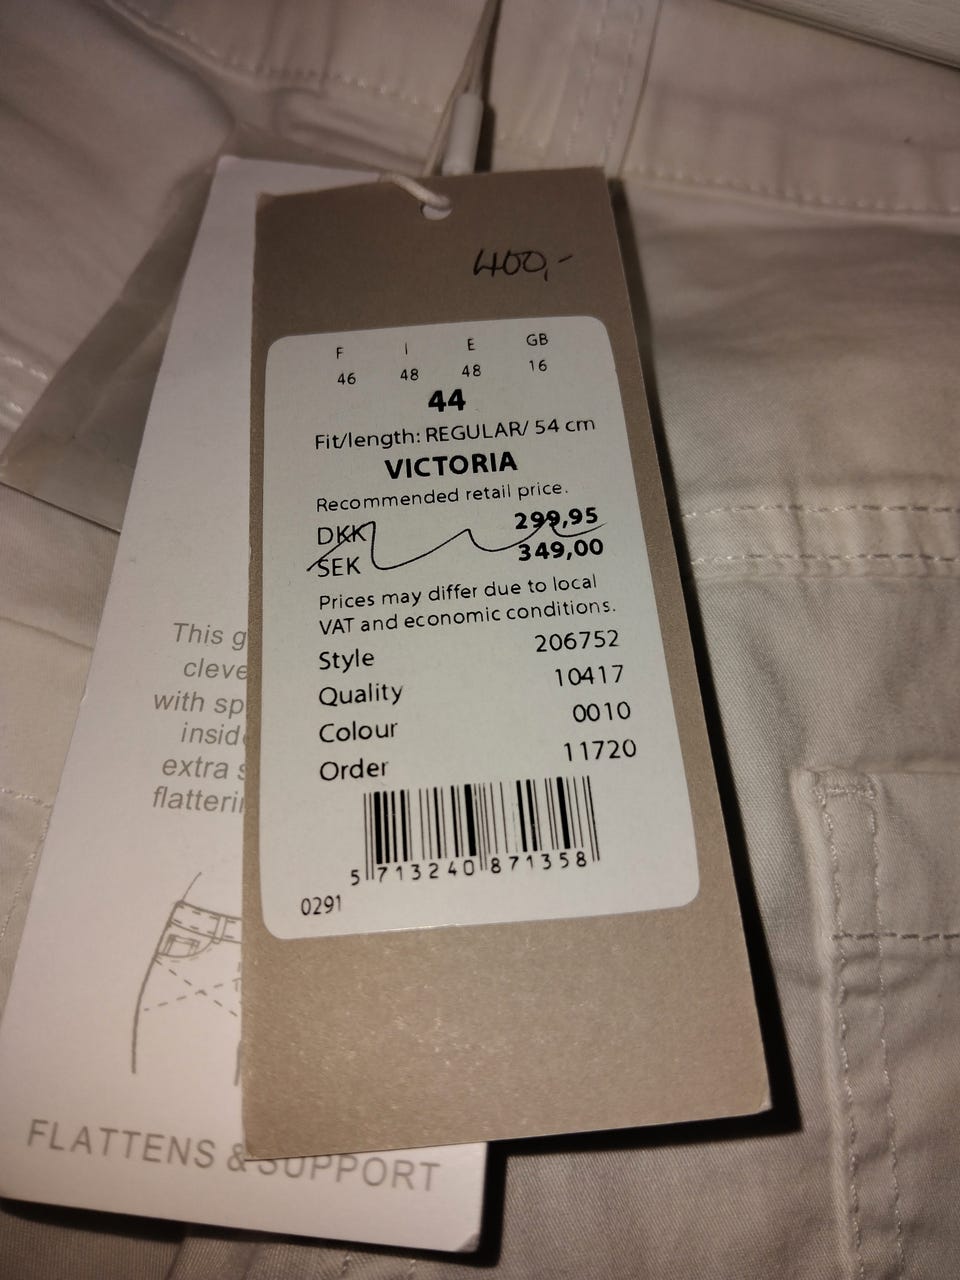 400,-
F I E GB
46 48 48 16
44
Fit/length: REGULAR/ 54 cm
VICTORIA
Recommended retail price.
DKK 299,95
SEK 349,00
Prices may differ due to local
VAT and economic conditions.
Style 206752
Quality 10417
Colour 0010
Order 11720
5 713240 871358
0291
This g
cleve
with sp
insid
extra s
flatteri
FLATTENS & SUPPORT